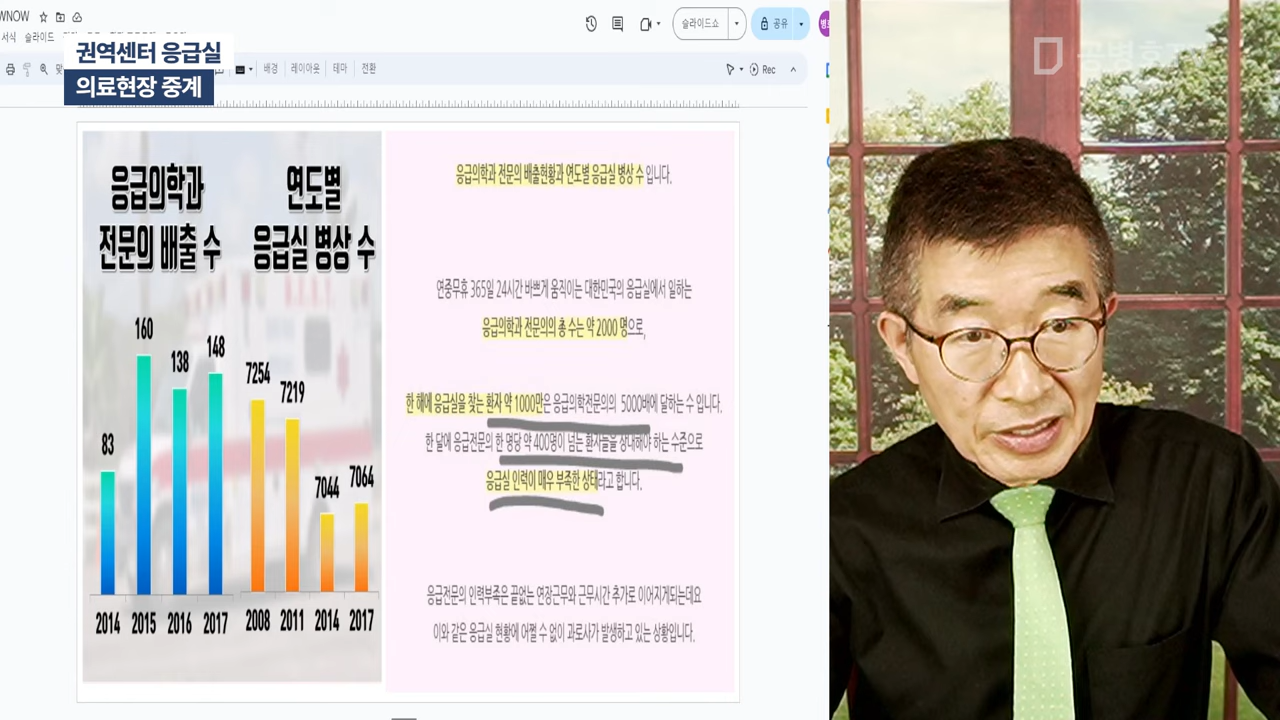 NNOW
서식 슬라이드
권역센터 응급실
의료현장 중계
배경 레이아웃 테마 전환
슬라이드쇼
공유
Rec
응급의학과
전문의 배출 수
83
160
138
148
2014 2015 2016 2017
연도별
응급실 병상 수
7254
7219
7044
7064
2008 2011 2014 2017
응급의학과 전문의 배출현황과 연도별 응급실 병상 수 입니다.
연중무휴 365일 24시간 바쁘게 움직이는 대한민국의 응급실에서 일하는
응급의학과 전문의의 총 수는 약 2000 명으로,
한 해에 응급실을 찾는 환자 약 1000만은 응급의학전문의의 5000배에 달하는 수 입니다.
한 달에 응급전문의 한 명당 약 400명이 넘는 환자들을 상대해야 하는 수준으로
응급실 인력이 매우 부족한 상태라고 합니다.
응급전문의 인력부족은 끝없는 연장근무와 근무시간 추가로 이어지게되는데요
이와 같은 응급실 현황에 어쩔 수 없이 과로사가 발생하고 있는 상황입니다.